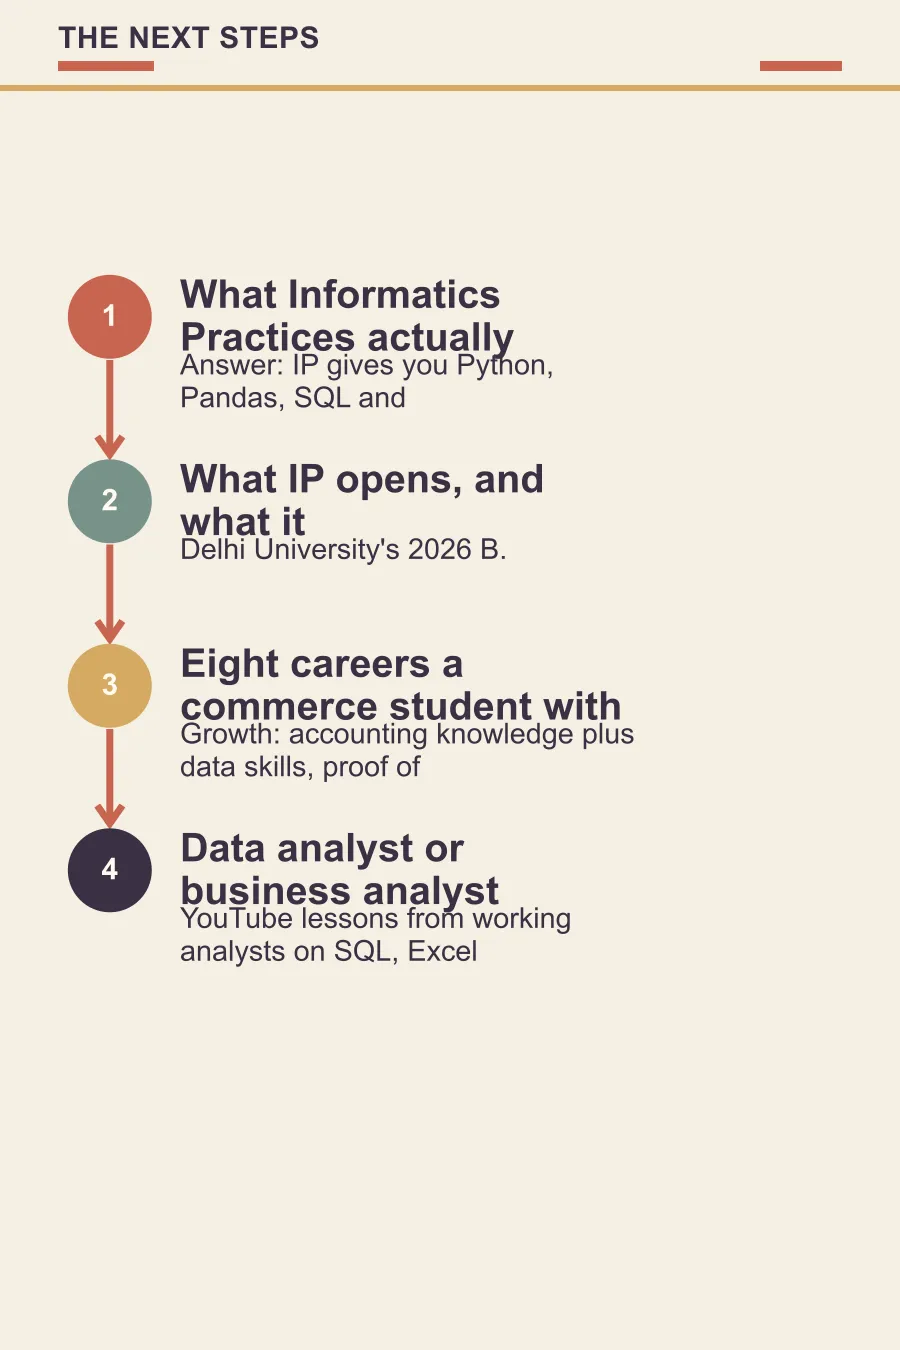 THE NEXT STEPS
1
What Informatics
Practices actually
Answer: IP gives you Python,
Pandas, SQL and
2
What IP opens, and
what it
Delhi University's 2026 B.
3
Eight careers a
commerce student with
Growth: accounting knowledge plus
data skills, proof of
4
Data analyst or
business analyst
YouTube lessons from working
analysts on SQL, Excel